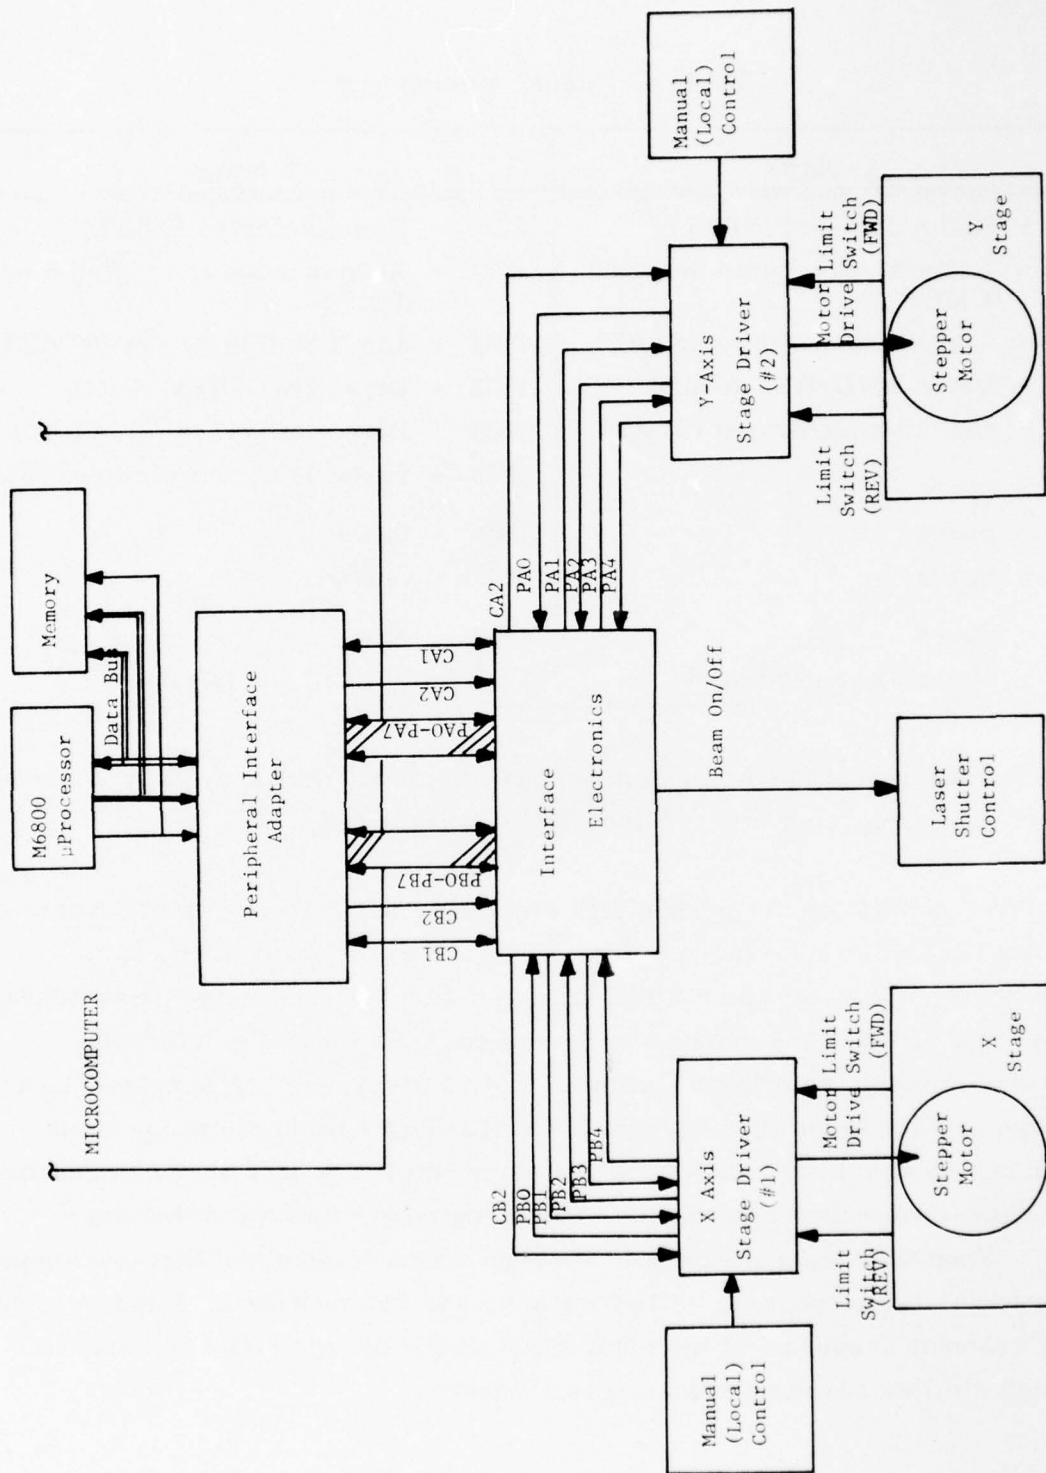 MICROCOMPUTER
M6800
µProcessor
Memory
Data Bus
Peripheral Interface
Adapter
CB1
CB2
PB0-PB7
PA0-PA7
CA2
CA1
Interface
Electronics
CB2
PB0
PB1
PB2
PB3
PB4
CA2
PA0
PA1
PA2
PA3
PA4
Beam On/Off
Manual
(Local)
Control
X Axis
Stage Driver
(#1)
Limit
Switch
(REV)
Motor
Drive
Limit
Switch
(FWD)
Stepper
Motor
X
Stage
Laser
Shutter
Control
Y-Axis
Stage Driver
(#2)
Manual
(Local)
Control
Limit
Switch
(REV)
Motor
Drive
Limit
Switch
(FWD)
Stepper
Motor
Y
Stage